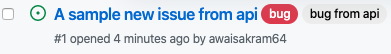 A sample new issue from api bug bug from api
#1 opened 4 minutes ago by awaisakram64